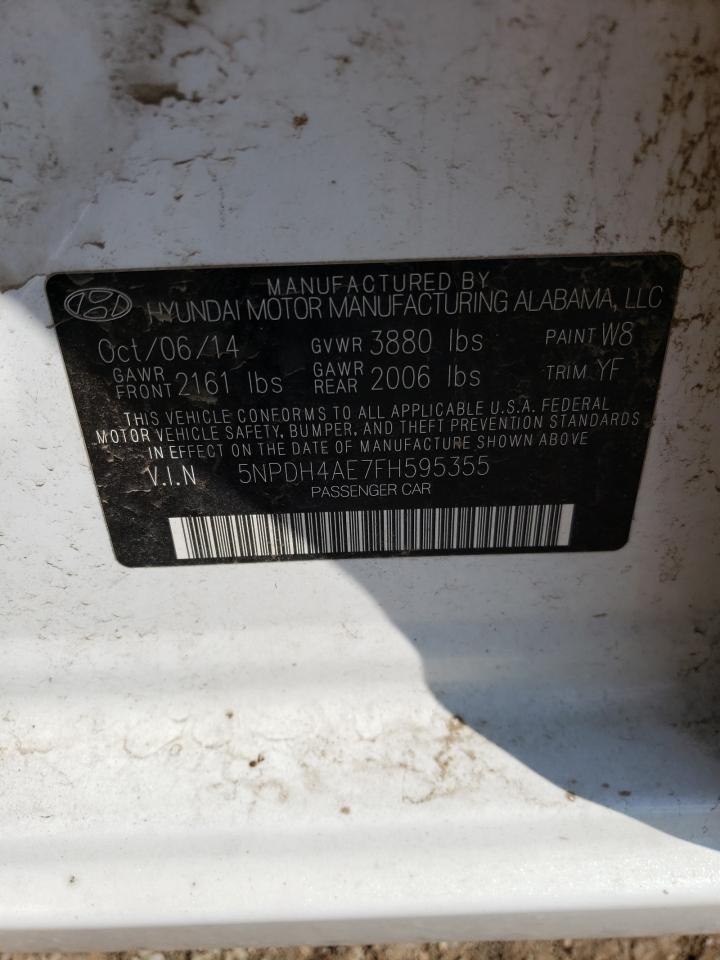 MANUFACTURED BY
HYUNDAI MOTOR MANUFACTURING ALABAMA, LLC
Oct/06/14 GVWR 3880 lbs PAINT W8
GAWR FRONT 2161 lbs GAWR REAR 2006 lbs TRIM YF
THIS VEHICLE CONFORMS TO ALL APPLICABLE U.S.A. FEDERAL
MOTOR VEHICLE SAFETY, BUMPER, AND THEFT PREVENTION STANDARDS
IN EFFECT ON THE DATE OF MANUFACTURE SHOWN ABOVE
V.I.N 5NPDH4AE7FH595355
PASSENGER CAR